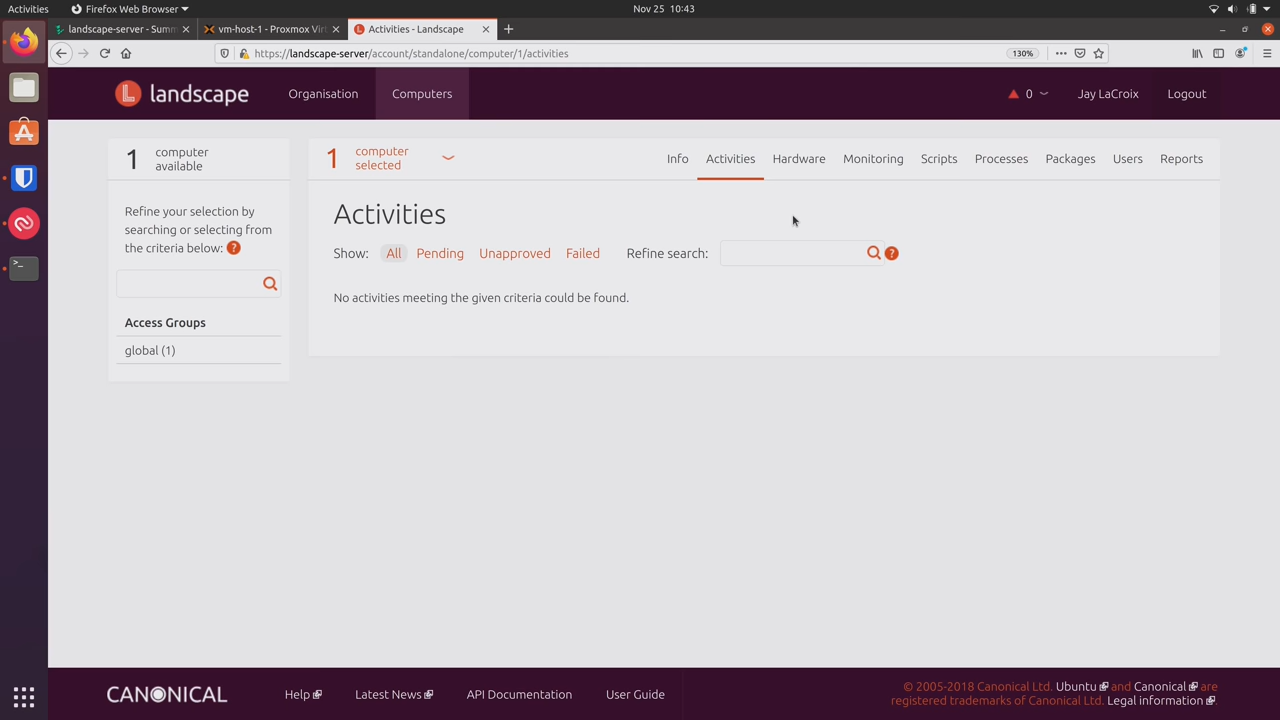 Activities
Firefox Web Browser
Nov 25 10:43
landscape-server - Summ
vm-host-1 - Proxmox Vir
Activities - Landscape
https://landscape-server/account/standalone/computer/1/activities
130%
landscape
Organisation
Computers
0
Jay LaCroix
Logout
1 computer available
1 computer selected
Info
Activities
Hardware
Monitoring
Scripts
Processes
Packages
Users
Reports
Refine your selection by
searching or selecting from
the criteria below: ?
Access Groups
global (1)
Activities
Show: All Pending Unapproved Failed Refine search: ?
No activities meeting the given criteria could be found.
CANONICAL
Help
Latest News
API Documentation
User Guide
© 2005-2018 Canonical Ltd. Ubuntu and Canonical are
registered trademarks of Canonical Ltd. Legal information